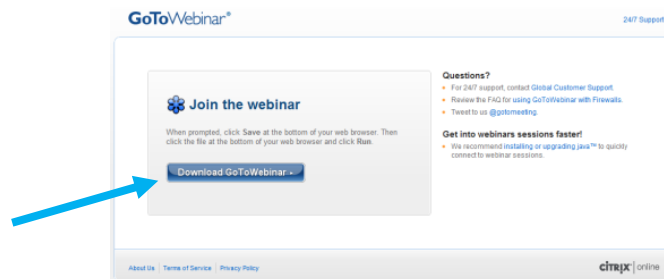 GoToWebinar
24/7 Support
Join the webinar
When prompted, click Save at the bottom of your web browser. Then
click the file at the bottom of your web browser and click Run.
Download GoToWebinar
Questions?
For 24/7 support, contact Global Customer Support.
Review the FAQ for using GoToWebinar with Firewalls.
Tweet to us @gotomeeting.
Get into webinars sessions faster!
We recommend installing or upgrading java™ to quickly
connect to webinar sessions.
About Us | Terms of Service | Privacy Policy
CITRIX | online